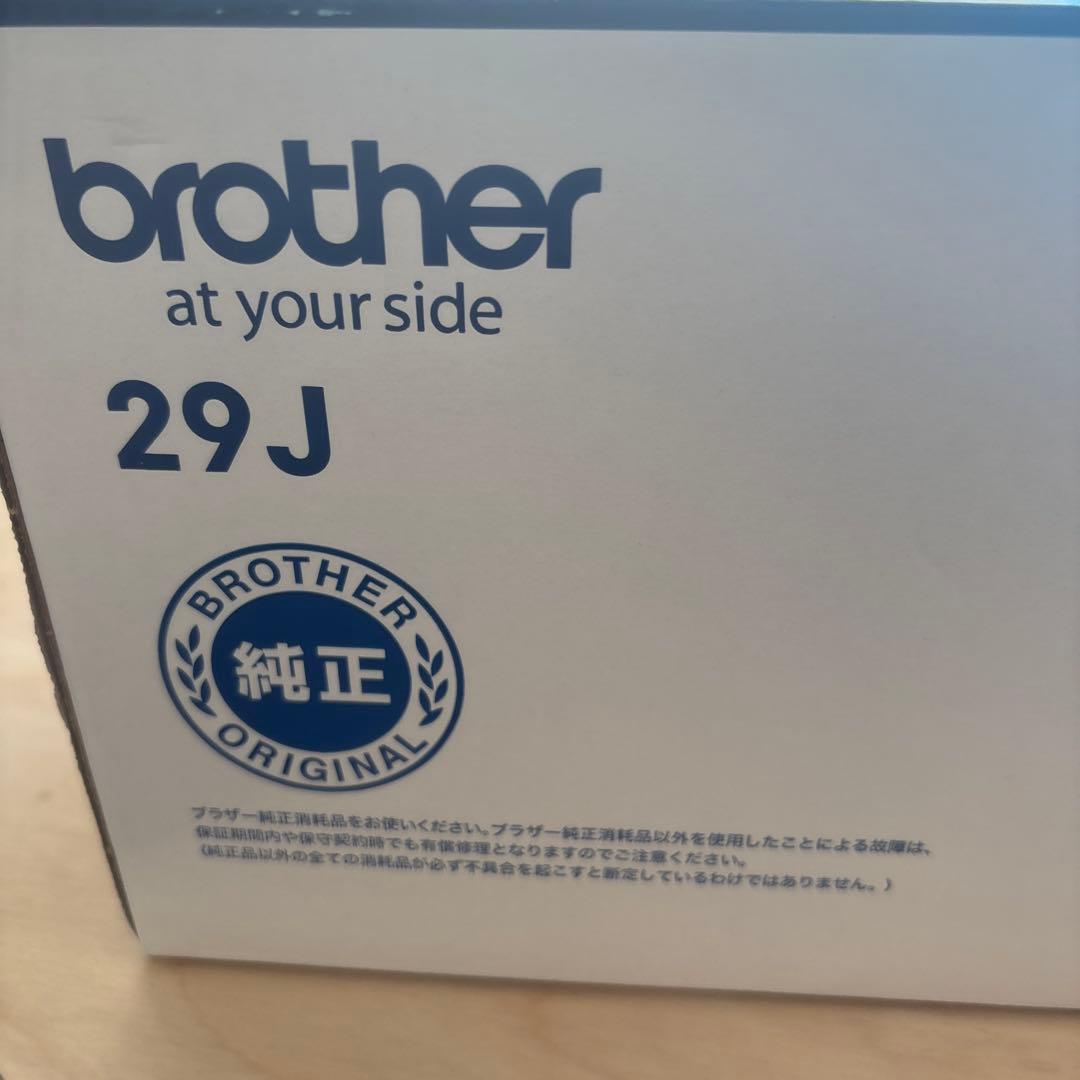 brother
at your side
29J
BROTHER
純正
ORIGINAL
ブラザー純正消耗品をお使いください。ブラザー純正消耗品以外を使用したことによる故障は、
保証期間内や保守契約時でも有償修理となりますのでご注意ください。
（純正品以外の全ての消耗品が必ず不具合を起こすと断定しているわけではありません。）